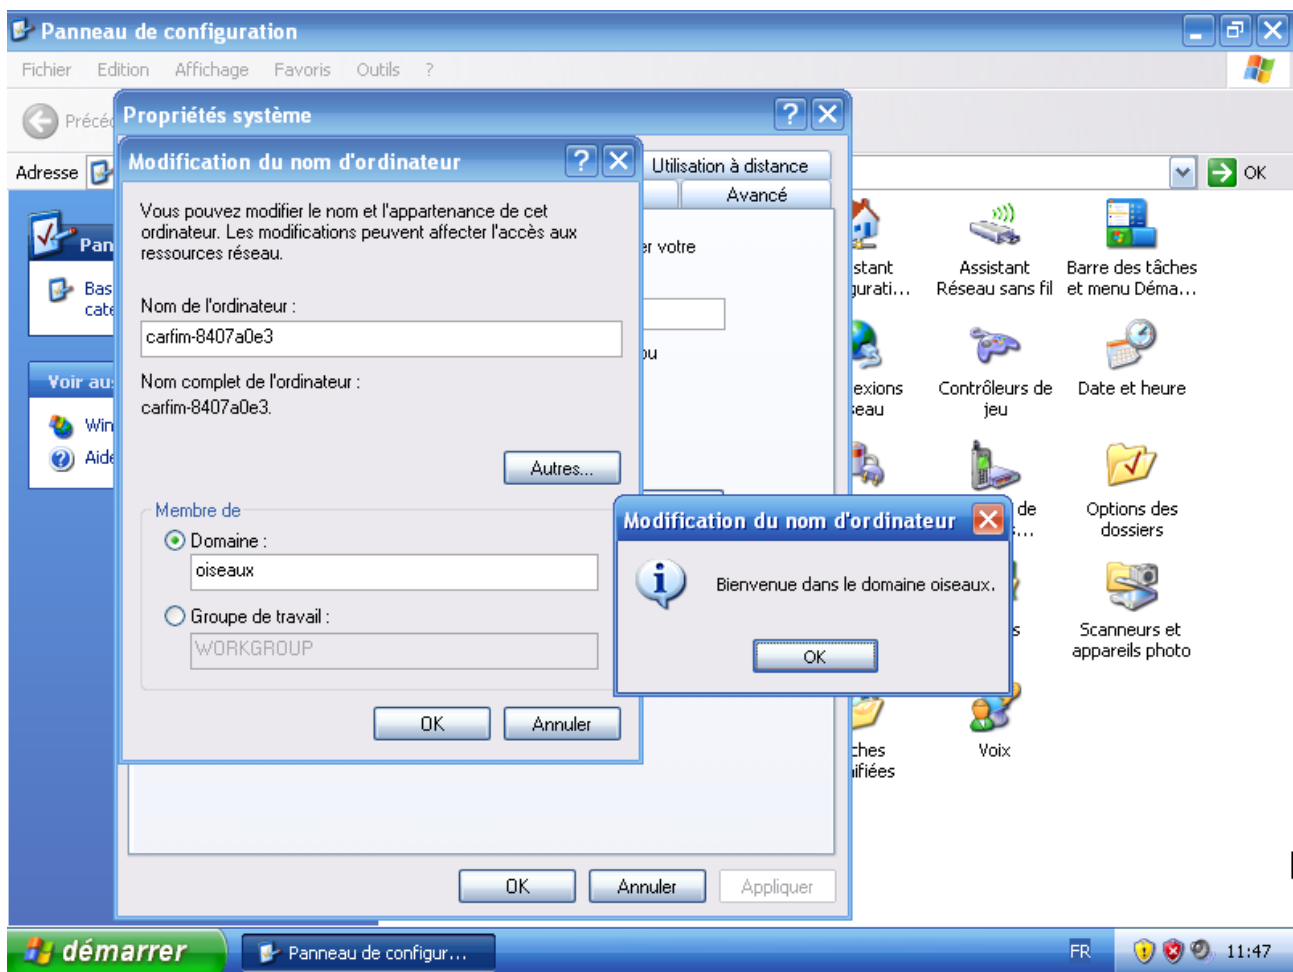 Panneau de configuration
Fichier Edition Affichage Favoris Outils ?
Adresse
OK
Propriétés système
Utilisation à distance
Avancé
votre
Modification du nom d'ordinateur
Vous pouvez modifier le nom et l'appartenance de cet
ordinateur. Les modifications peuvent affecter l'accès aux
ressources réseau.
Nom de l'ordinateur :
carfim-8407a0e3
Nom complet de l'ordinateur :
carfim-8407a0e3.
Autres...
Membre de
Domaine :
oiseaux
Groupe de travail :
WORKGROUP
OK Annuler
Modification du nom d'ordinateur
Bienvenue dans le domaine oiseaux.
OK
OK Annuler Appliquer
Assistant
Réseau sans fil
Barre des tâches
et menu Déma...
Contrôleurs de
jeu
Date et heure
de
Options des
dossiers
Scanneurs et
appareils photo
Voix
démarrer
Panneau de configur...
FR
11:47